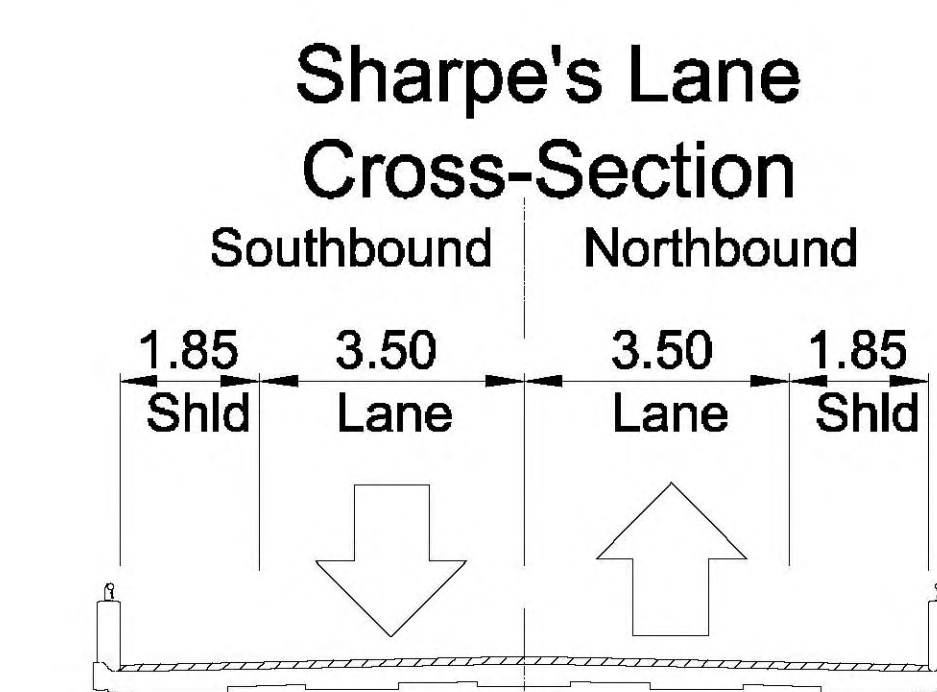 Sharpe's Lane
Cross-Section
Southbound Northbound
1.85 3.50 3.50 1.85
Shld Lane Lane Shld